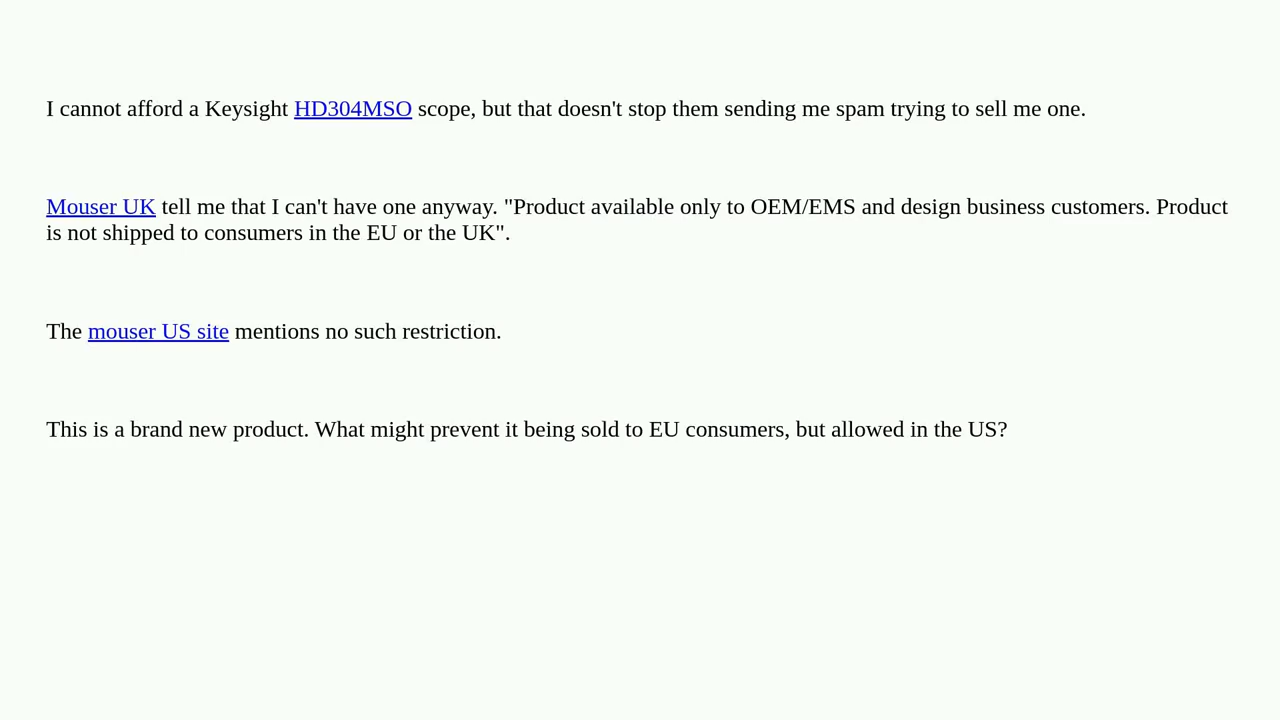 I cannot afford a Keysight HD304MSO scope, but that doesn't stop them sending me spam trying to sell me one.
Mouser UK tell me that I can't have one anyway. "Product available only to OEM/EMS and design business customers. Product
is not shipped to consumers in the EU or the UK".
The mouser US site mentions no such restriction.
This is a brand new product. What might prevent it being sold to EU consumers, but allowed in the US?